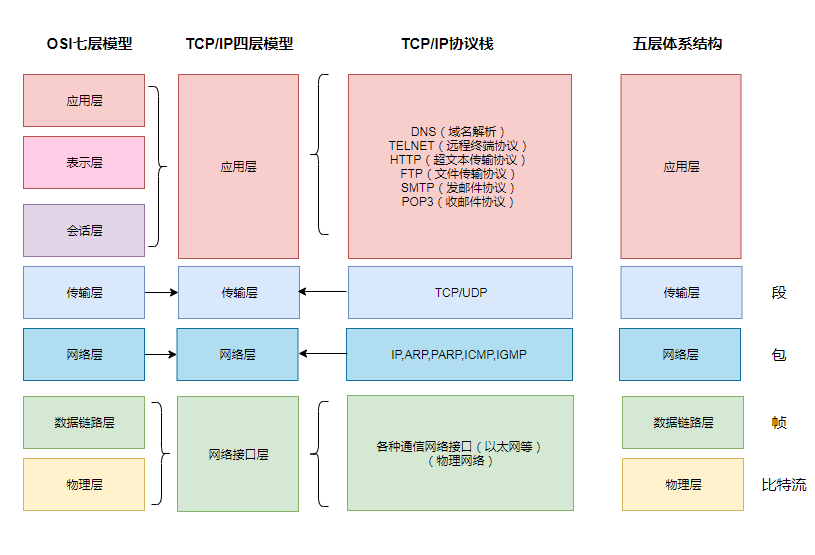 OSI七层模型
TCP/IP四层模型
TCP/IP协议栈
五层体系结构
应用层
表示层
会话层
应用层
DNS（域名解析）
TELNET（远程终端协议）
HTTP（超文本传输协议）
FTP（文件传输协议）
SMTP（发邮件协议）
POP3（收邮件协议）
应用层
传输层
传输层
TCP/UDP
传输层
段
网络层
网络层
IP,ARP,PARP,ICMP,IGMP
网络层
包
数据链路层
物理层
网络接口层
各种通信网络接口（以太网等）
（物理网络）
数据链路层
帧
物理层
比特流